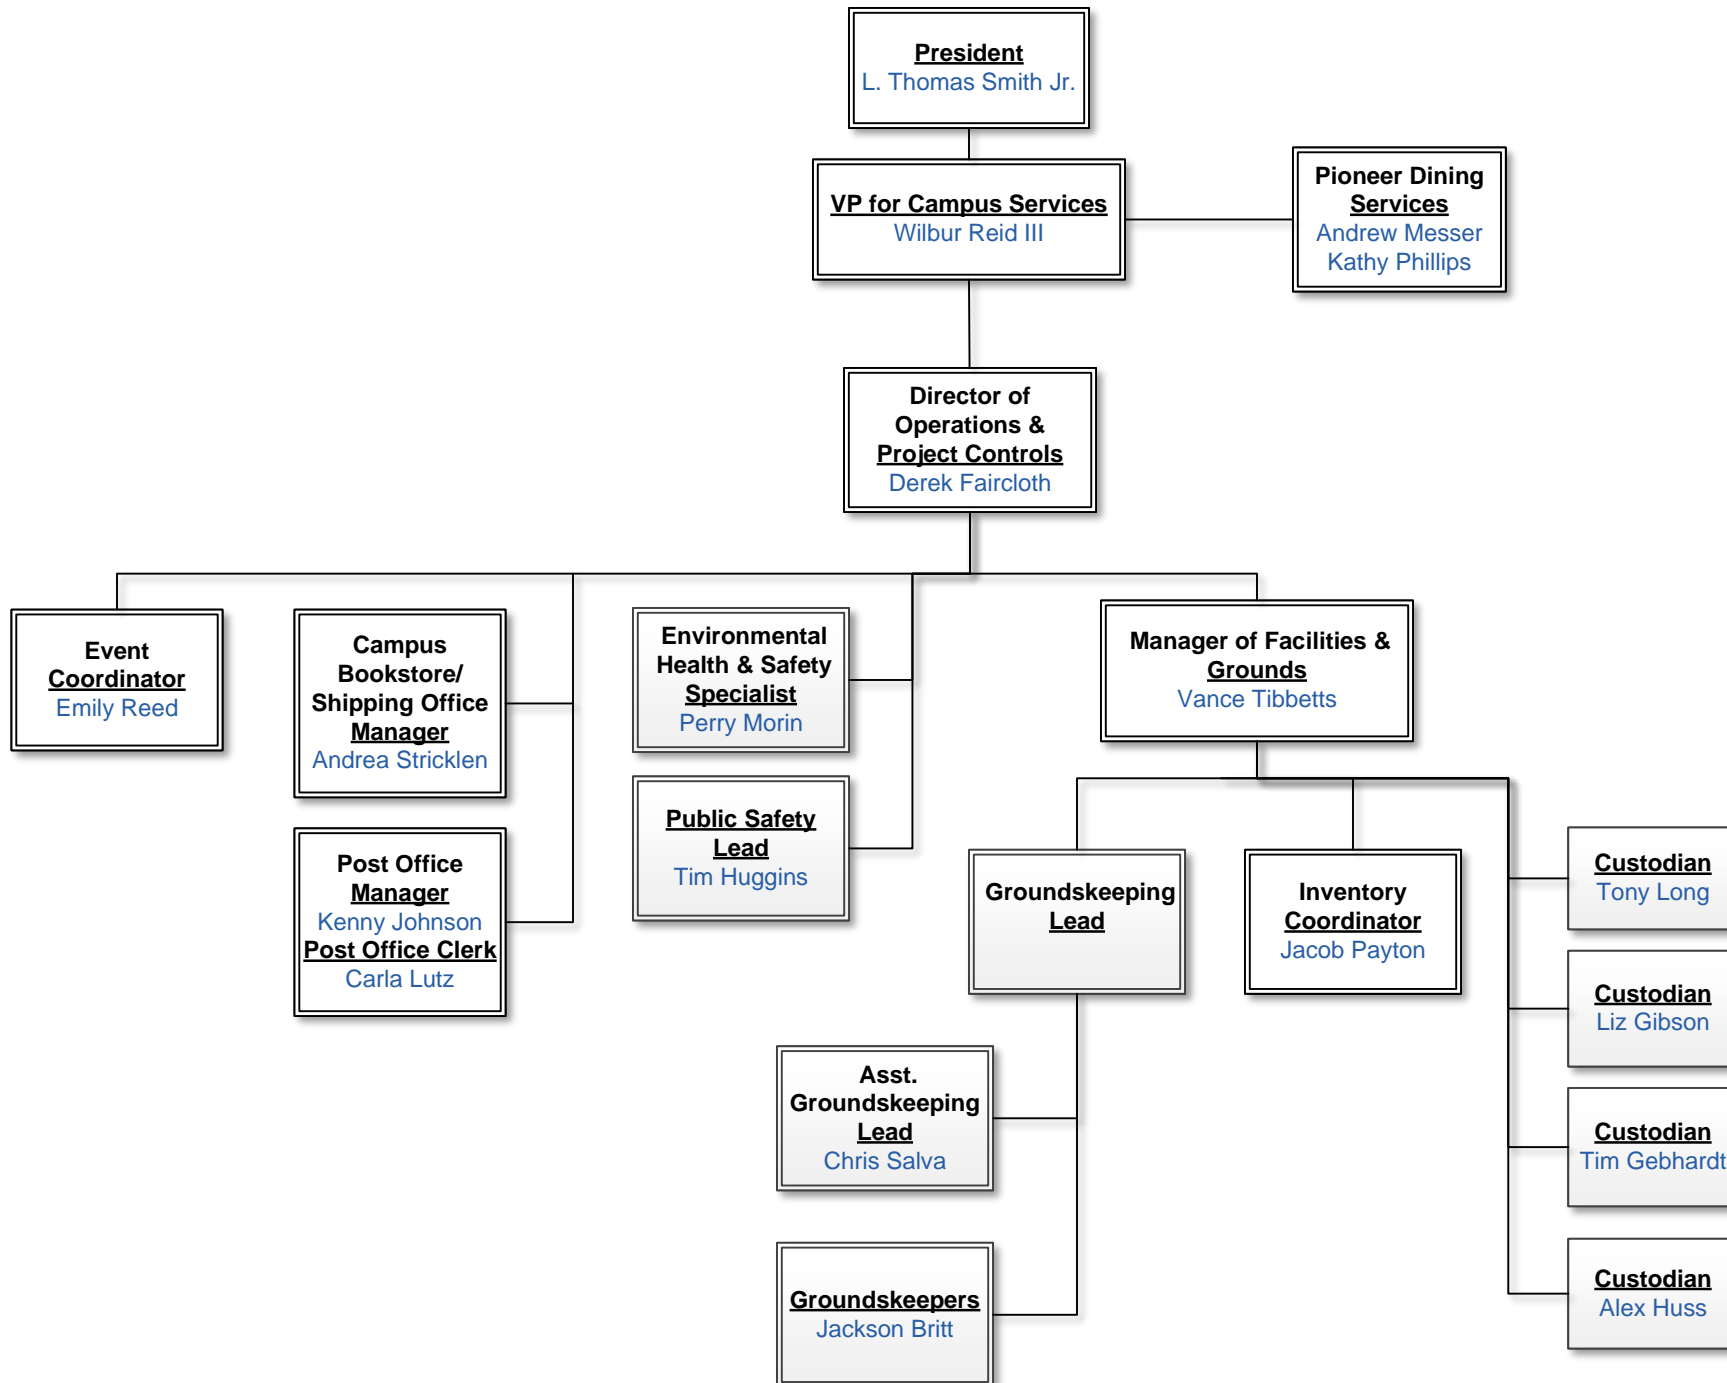 President
L. Thomas Smith Jr.
VP for Campus Services
Wilbur Reid III
Pioneer Dining
Services
Andrew Messer
Kathy Phillips
Director of
Operations &
Project Controls
Derek Faircloth
Event
Coordinator
Emily Reed
Campus
Bookstore/
Shipping Office
Manager
Andrea Stricklen
Environmental
Health & Safety
Specialist
Perry Morin
Manager of Facilities &
Grounds
Vance Tibbetts
Post Office
Manager
Kenny Johnson
Post Office Clerk
Carla Lutz
Public Safety
Lead
Tim Huggins
Groundskeeping
Lead
Inventory
Coordinator
Jacob Payton
Custodian
Tony Long
Custodian
Liz Gibson
Asst.
Groundskeeping
Lead
Chris Salva
Custodian
Tim Gebhardt
Groundskeepers
Jackson Britt
Custodian
Alex Huss